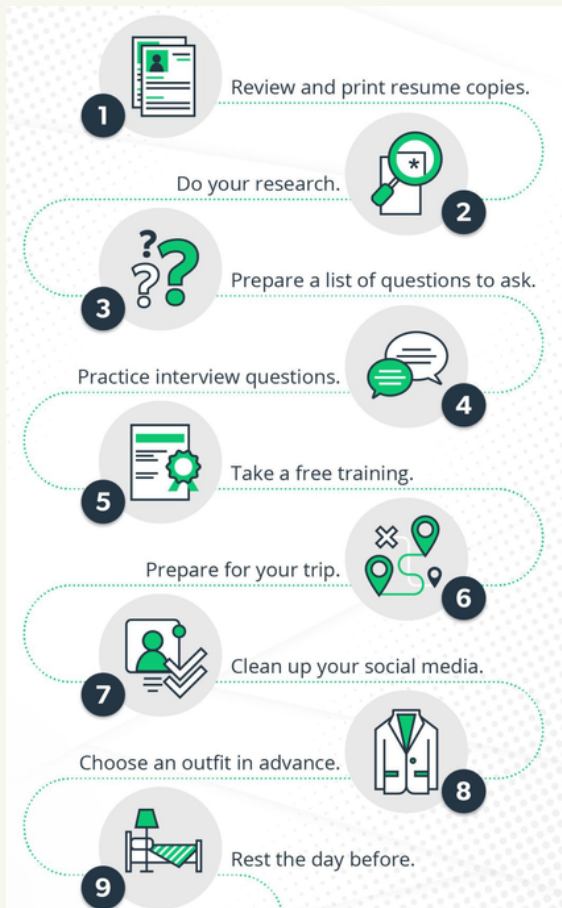 1
Review and print resume copies.
Do your research.
2
3
Prepare a list of questions to ask.
Practice interview questions.
4
5
Take a free training.
Prepare for your trip.
6
7
Clean up your social media.
Choose an outfit in advance.
8
9
Rest the day before.